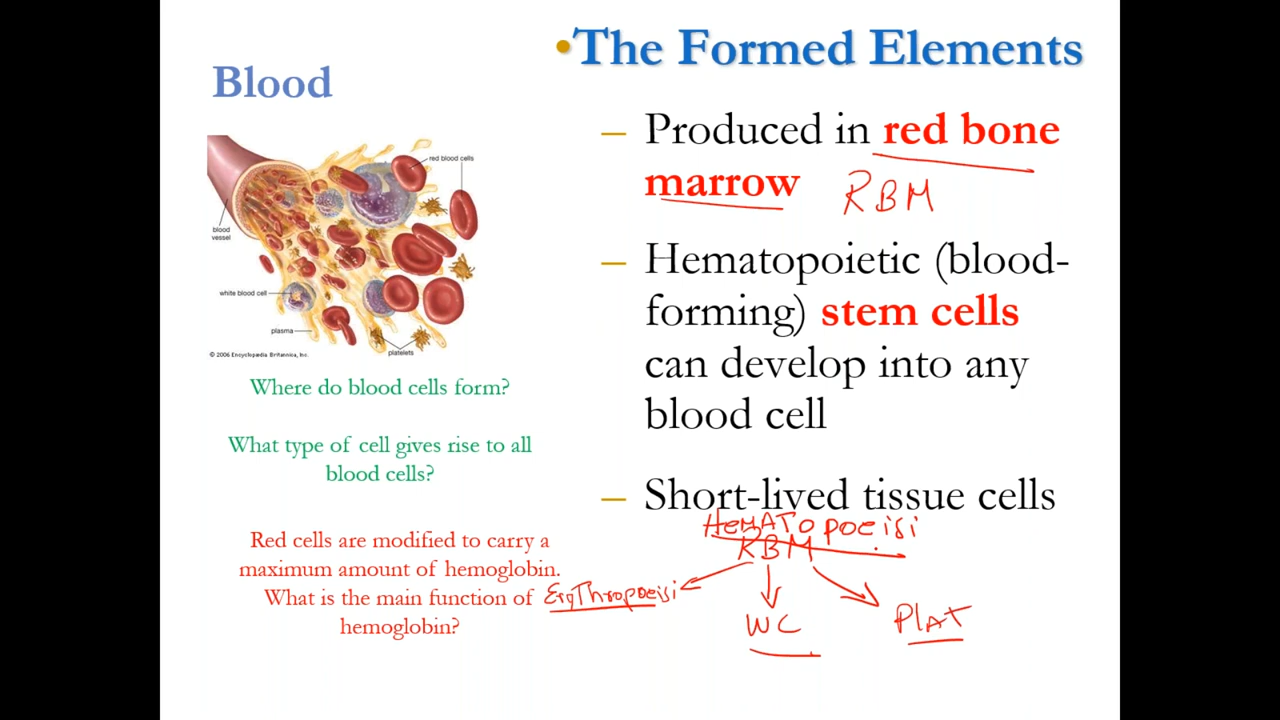 •The Formed Elements
Blood
– Produced in red bone
marrow
RBM
– Hematopoietic (blood-
forming) stem cells
can develop into any
blood cell
– Short-lived tissue cells
red blood cells
blood
vessel
white blood cell
plasma
platelets
© 2006 Encyclopædia Britannica, Inc.
Where do blood cells form?
What type of cell gives rise to all
blood cells?
Red cells are modified to carry a
maximum amount of hemoglobin.
What is the main function of
hemoglobin?
HeMATopoeisi
RBM
EryThropoeisi
WC
PlAT